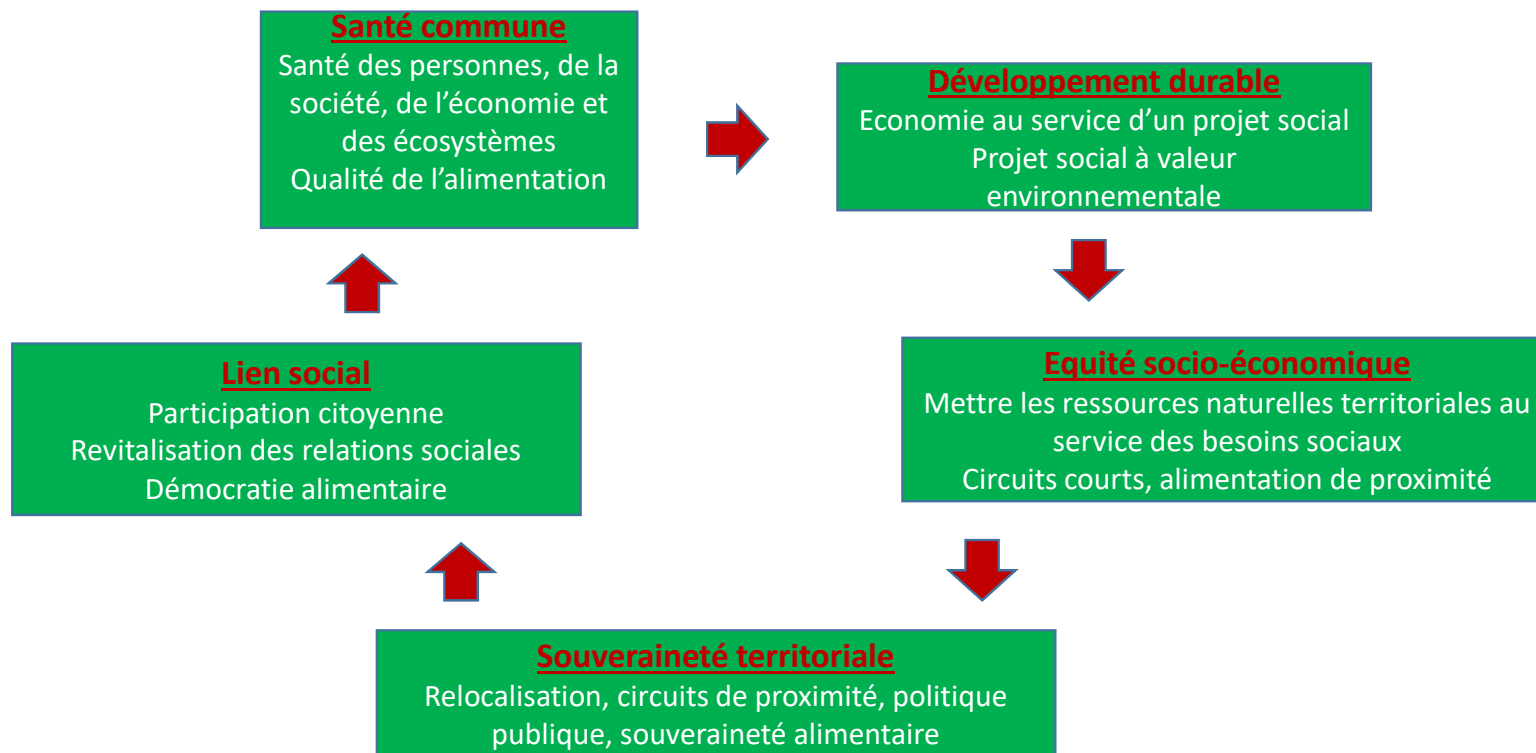 Santé commune
Santé des personnes, de la
société, de l’économie et
des écosystèmes
Qualité de l’alimentation
Développement durable
Economie au service d’un projet social
Projet social à valeur
environnementale
Equité socio-économique
Mettre les ressources naturelles territoriales au
service des besoins sociaux
Circuits courts, alimentation de proximité
Souveraineté territoriale
Relocalisation, circuits de proximité, politique
publique, souveraineté alimentaire
Lien social
Participation citoyenne
Revitalisation des relations sociales
Démocratie alimentaire